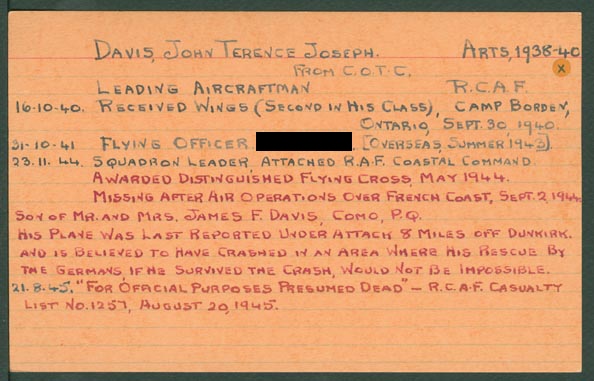 DAVIS, JOHN TERENCE JOSEPH. ARTS, 1938-40
X
FROM C.O.T.C.
LEADING AIRCRAFTMAN R.C.A.F.
16-10-40. RECEIVED WINGS (SECOND IN HIS CLASS), CAMP BORDEN,
ONTARIO, SEPT. 30, 1940.
31-10-41 FLYING OFFICER. [OVERSEAS, SUMMER 1943].
23.11.44. SQUADRON LEADER, ATTACHED R.A.F. COASTAL COMMAND.
AWARDED DISTINGUISHED FLYING CROSS, MAY 1944.
MISSING AFTER AIR OPERATIONS OVER FRENCH COAST, SEPT. 2, 1944.
SON OF MR. AND MRS. JAMES F. DAVIS, COMO, P.Q.
HIS PLANE WAS LAST REPORTED UNDER ATTACK 8 MILES OFF DUNKIRK.
AND IS BELIEVED TO HAVE CRASHED IN AN AREA WHERE HIS RESCUE BY
THE GERMANS, IF HE SURVIVED THE CRASH, WOULD NOT BE IMPOSSIBLE.
21.8.45. "FOR OFFICIAL PURPOSES PRESUMED DEAD" – R.C.A.F. CASUALTY
LIST NO. 1257, AUGUST 20, 1945.